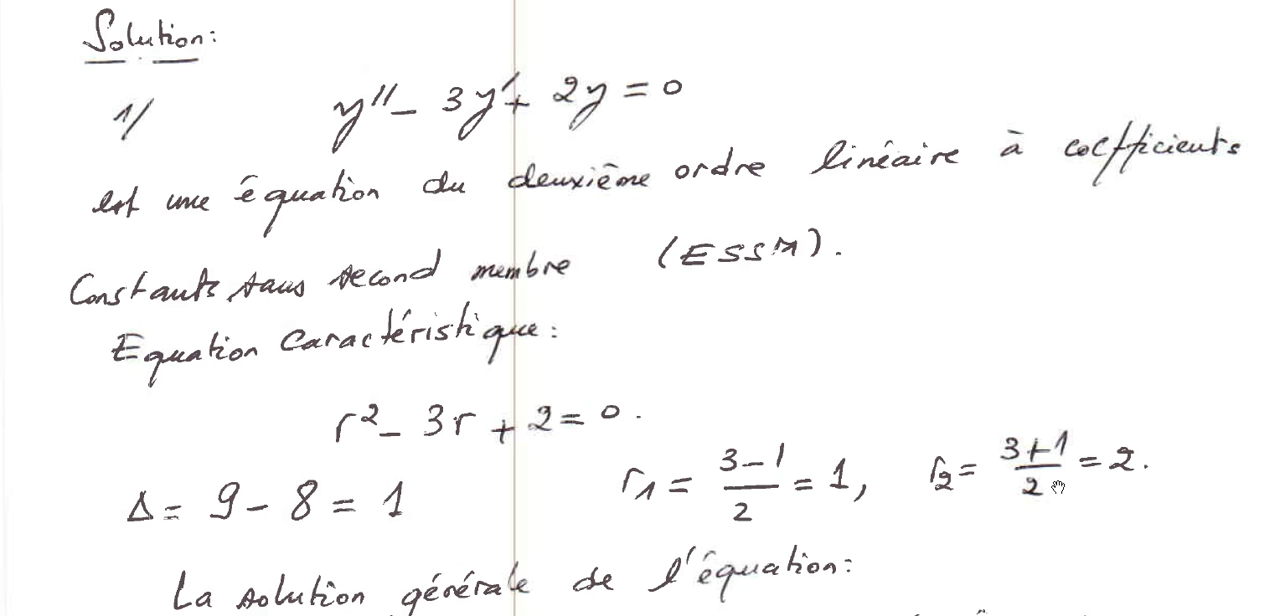 Solution:
1/ y'' - 3y' + 2y = 0
est une équation du deuxième ordre linéaire à coefficients
Constants sans second membre (ESSM).
Equation Caractéristique:
r² - 3r + 2 = 0.
Δ = 9 - 8 = 1 r₁ = (3-1)/2 = 1, r₂ = (3+1)/2 = 2.
La solution générale de l'équation: